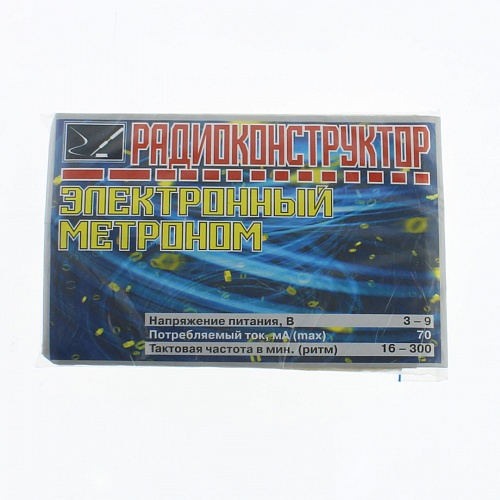 РАДИОКОНСТРУКТОР
ЭЛЕКТРОННЫЙ
МЕТРОНОМ
Напряжение питания, В 3 – 9
Потребляемый ток, мА (max) 70
Тактовая частота в мин. (ритм) 16 – 300